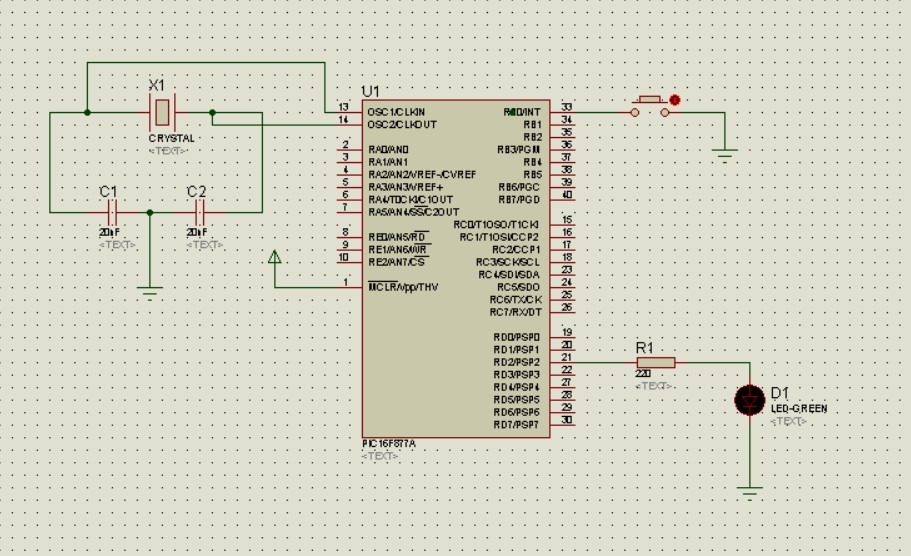 X1
CRYSTAL
<TEXT>
C1
20nF
<TEXT>
C2
20nF
<TEXT>
U1
13 OSC1/CLKIN
14 OSC2/CLKOUT
2 RA0/AN0
3 RA1/AN1
4 RA2/AN2/VREF-/CVREF
5 RA3/AN3/VREF+
6 RA4/T0CKI/C1OUT
7 RA5/AN4/SS/C2OUT
8 RE0/AN5/RD
9 RE1/AN6/WR
10 RE2/AN7/CS
1 MCLR/Vpp/THV
RB0/INT 33
RB1 34
RB2 35
RB3/PGM 36
RB4 37
RB5 38
RB6/PGC 39
RB7/PGD 40
RC0/T1OSO/T1CKI 15
RC1/T1OSI/CCP2 16
RC2/CCP1 17
RC3/SCK/SCL 18
RC4/SDI/SDA 23
RC5/SDO 24
RC6/TX/CK 25
RC7/RX/DT 26
RD0/PSP0 19
RD1/PSP1 20
RD2/PSP2 21
RD3/PSP3 22
RD4/PSP4 27
RD5/PSP5 28
RD6/PSP6 29
RD7/PSP7 30
PIC16F877A
<TEXT>
R1
220
<TEXT>
D1
LED-GREEN
<TEXT>